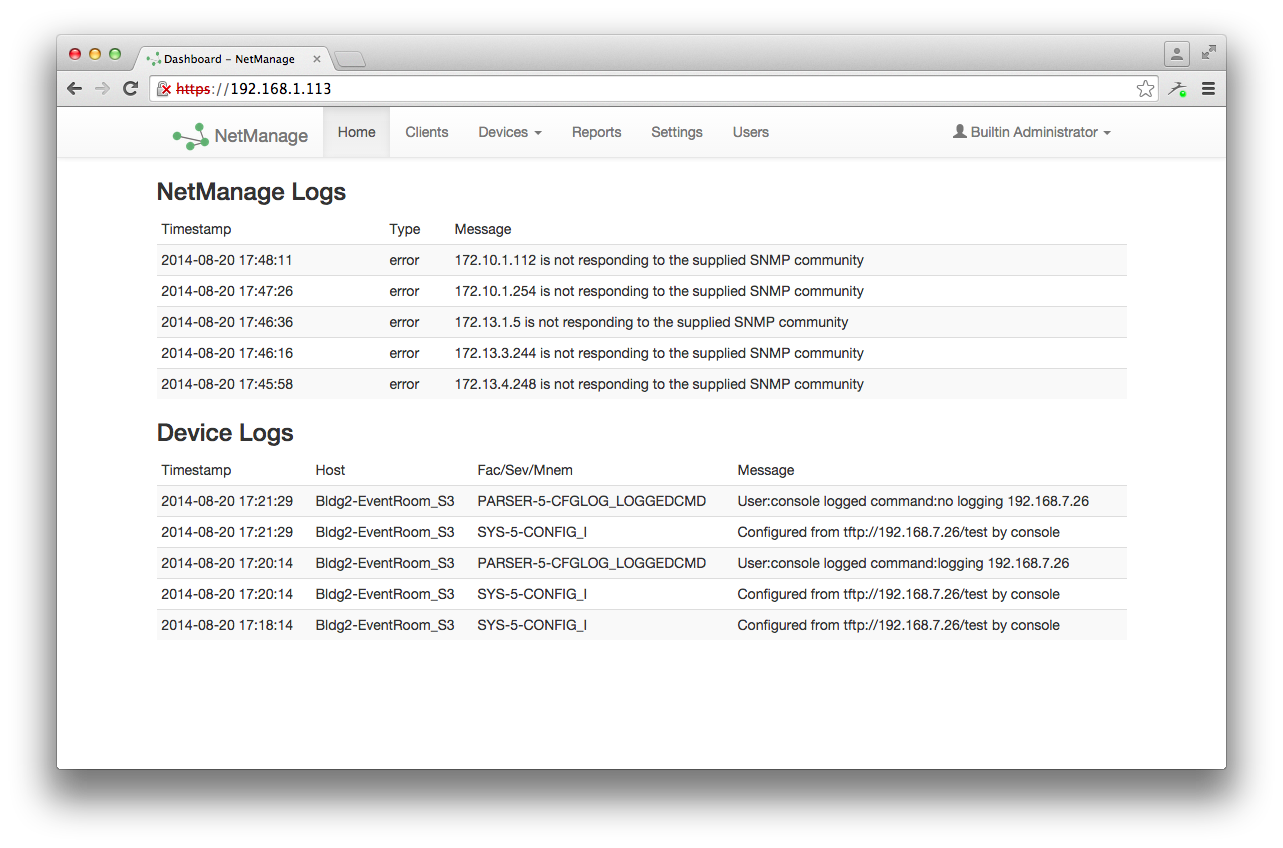 Dashboard – NetManage
https://192.168.1.113
NetManage Home Clients Devices Reports Settings Users Builtin Administrator
NetManage Logs
Timestamp Type Message
2014-08-20 17:48:11 error 172.10.1.112 is not responding to the supplied SNMP community
2014-08-20 17:47:26 error 172.10.1.254 is not responding to the supplied SNMP community
2014-08-20 17:46:36 error 172.13.1.5 is not responding to the supplied SNMP community
2014-08-20 17:46:16 error 172.13.3.244 is not responding to the supplied SNMP community
2014-08-20 17:45:58 error 172.13.4.248 is not responding to the supplied SNMP community
Device Logs
Timestamp Host Fac/Sev/Mnem Message
2014-08-20 17:21:29 Bldg2-EventRoom_S3 PARSER-5-CFGLOG_LOGGEDCMD User:console logged command:no logging 192.168.7.26
2014-08-20 17:21:29 Bldg2-EventRoom_S3 SYS-5-CONFIG_I Configured from tftp://192.168.7.26/test by console
2014-08-20 17:20:14 Bldg2-EventRoom_S3 PARSER-5-CFGLOG_LOGGEDCMD User:console logged command:logging 192.168.7.26
2014-08-20 17:20:14 Bldg2-EventRoom_S3 SYS-5-CONFIG_I Configured from tftp://192.168.7.26/test by console
2014-08-20 17:18:14 Bldg2-EventRoom_S3 SYS-5-CONFIG_I Configured from tftp://192.168.7.26/test by console